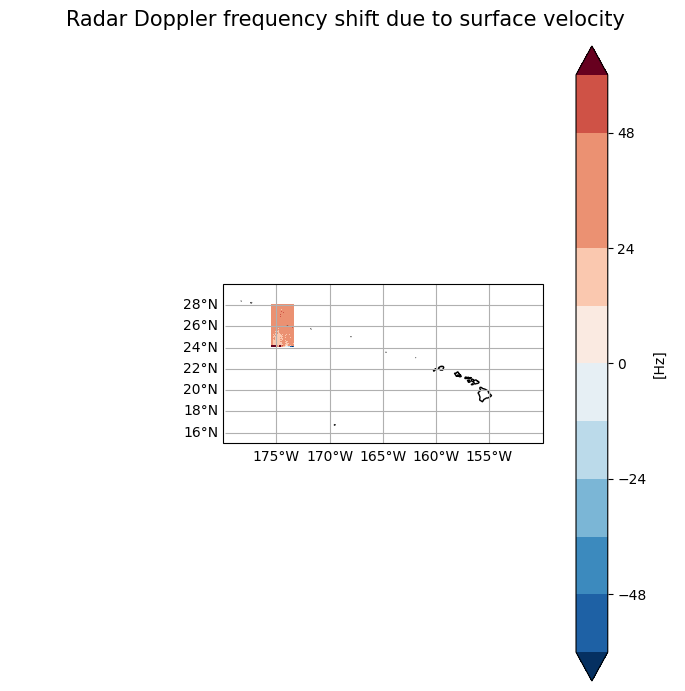 Radar Doppler frequency shift due to surface velocity
48
24
0
−24
−48
[Hz]
28°N
26°N
24°N
22°N
20°N
18°N
16°N
175°W 170°W 165°W 160°W 155°W